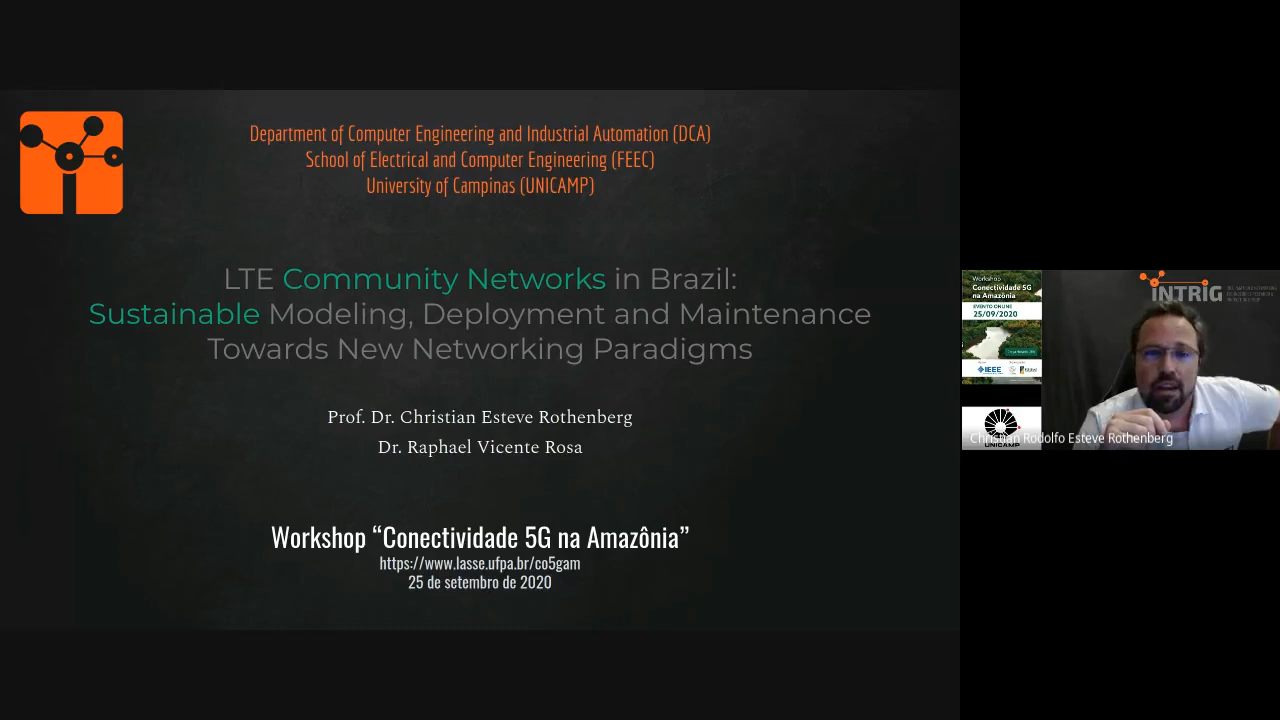 Department of Computer Engineering and Industrial Automation (DCA)
School of Electrical and Computer Engineering (FEEC)
University of Campinas (UNICAMP)
LTE Community Networks in Brazil:
Sustainable Modeling, Deployment and Maintenance
Towards New Networking Paradigms
Prof. Dr. Christian Esteve Rothenberg
Dr. Raphael Vicente Rosa
Workshop “Conectividade 5G na Amazônia”
https://www.lasse.ufpa.br/co5gam
25 de setembro de 2020
Workshop
Conectividade 5G
na Amazônia
EVENTO ONLINE
25/09/2020
IEEE
UNICAMP
INTRIG
Christian Rodolfo Esteve Rothenberg